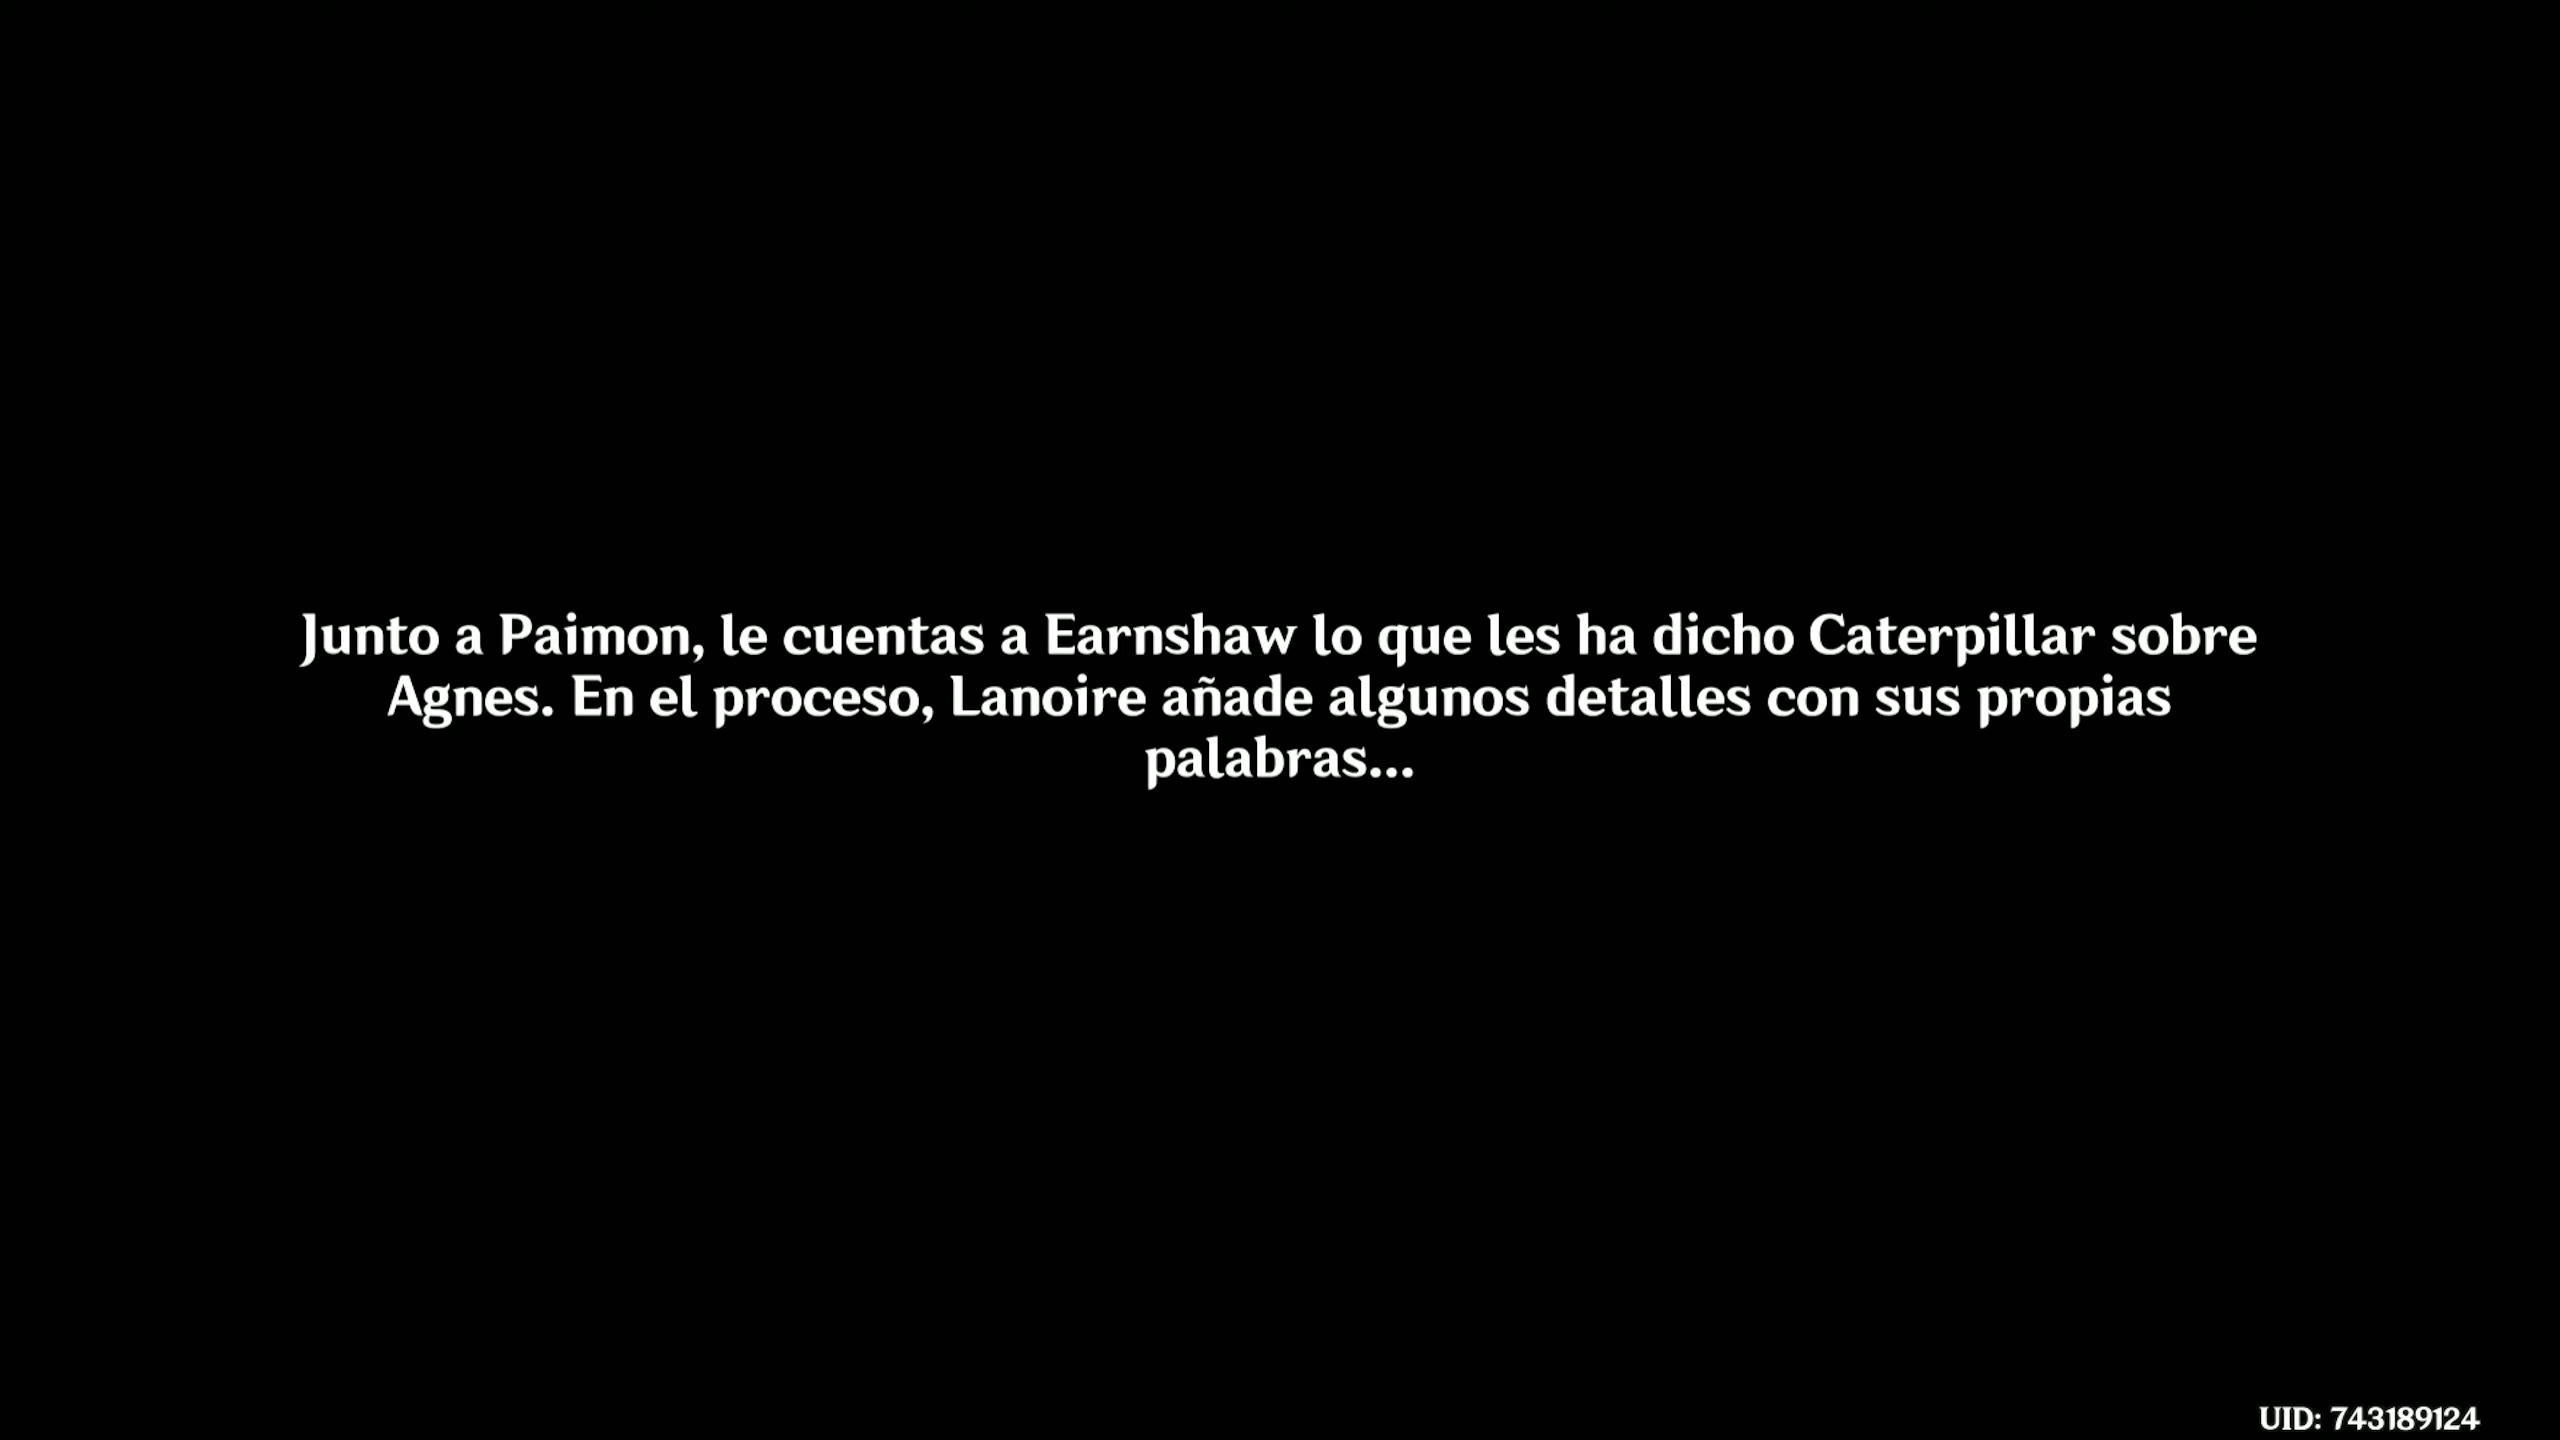 Junto a Paimon, le cuentas a Earnshaw lo que les ha dicho Caterpillar sobre
Agnes. En el proceso, Lanoire añade algunos detalles con sus propias
palabras...
UID: 743189124